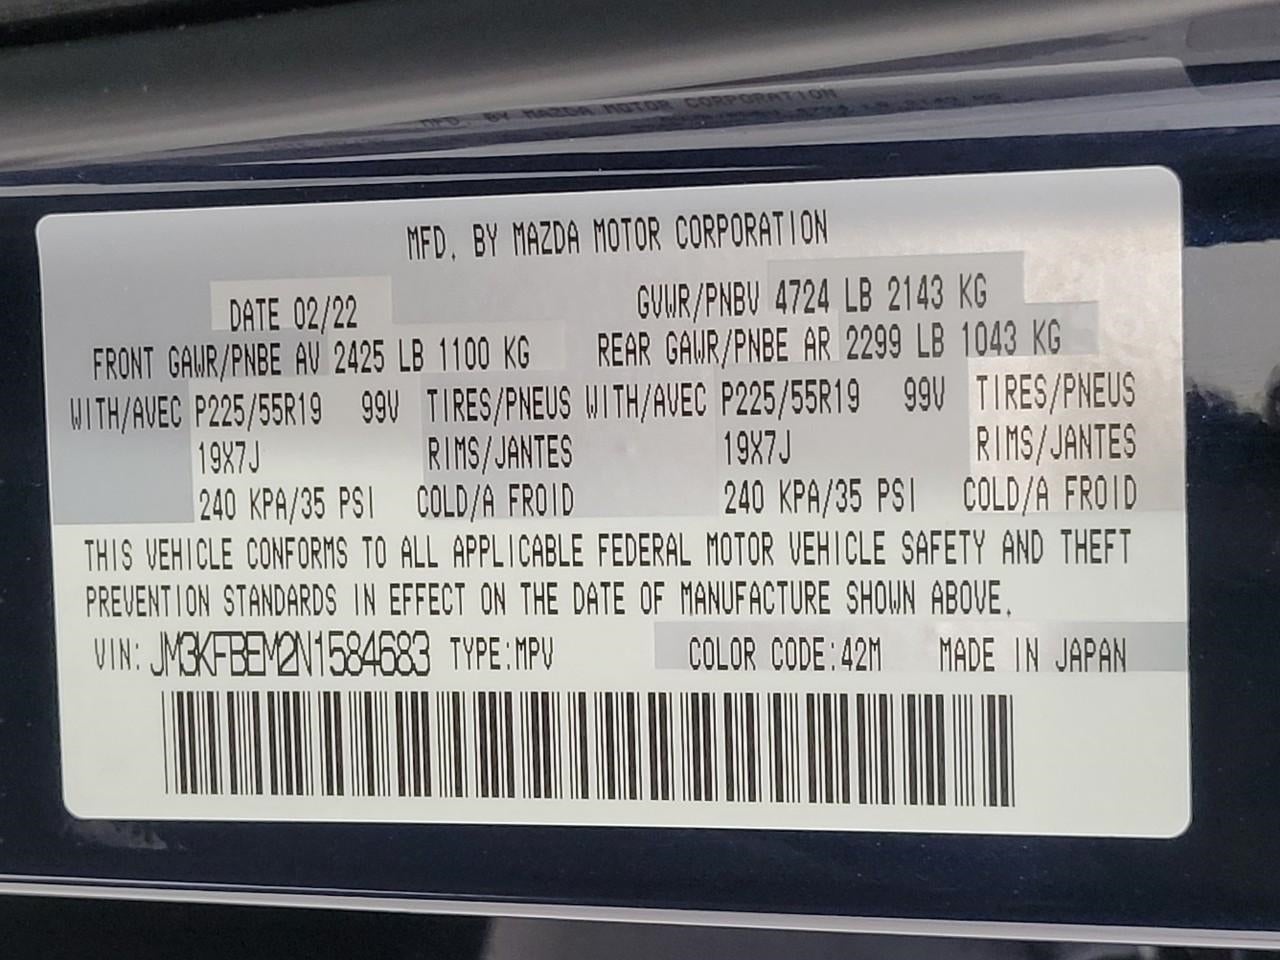 MFD. BY MAZDA MOTOR CORPORATION
MFD. BY MAZDA MOTOR CORPORATION
DATE 02/22 GVWR/PNBV 4724 LB 2143 KG
FRONT GAWR/PNBE AV 2425 LB 1100 KG REAR GAWR/PNBE AR 2299 LB 1043 KG
WITH/AVEC P225/55R19 99V TIRES/PNEUS WITH/AVEC P225/55R19 99V TIRES/PNEUS
19X7J RIMS/JANTES 19X7J RIMS/JANTES
240 KPA/35 PSI COLD/A FROID 240 KPA/35 PSI COLD/A FROID
THIS VEHICLE CONFORMS TO ALL APPLICABLE FEDERAL MOTOR VEHICLE SAFETY AND THEFT
PREVENTION STANDARDS IN EFFECT ON THE DATE OF MANUFACTURE SHOWN ABOVE.
VIN: JM3KFBEM2N1584683 TYPE:MPV COLOR CODE:42M MADE IN JAPAN